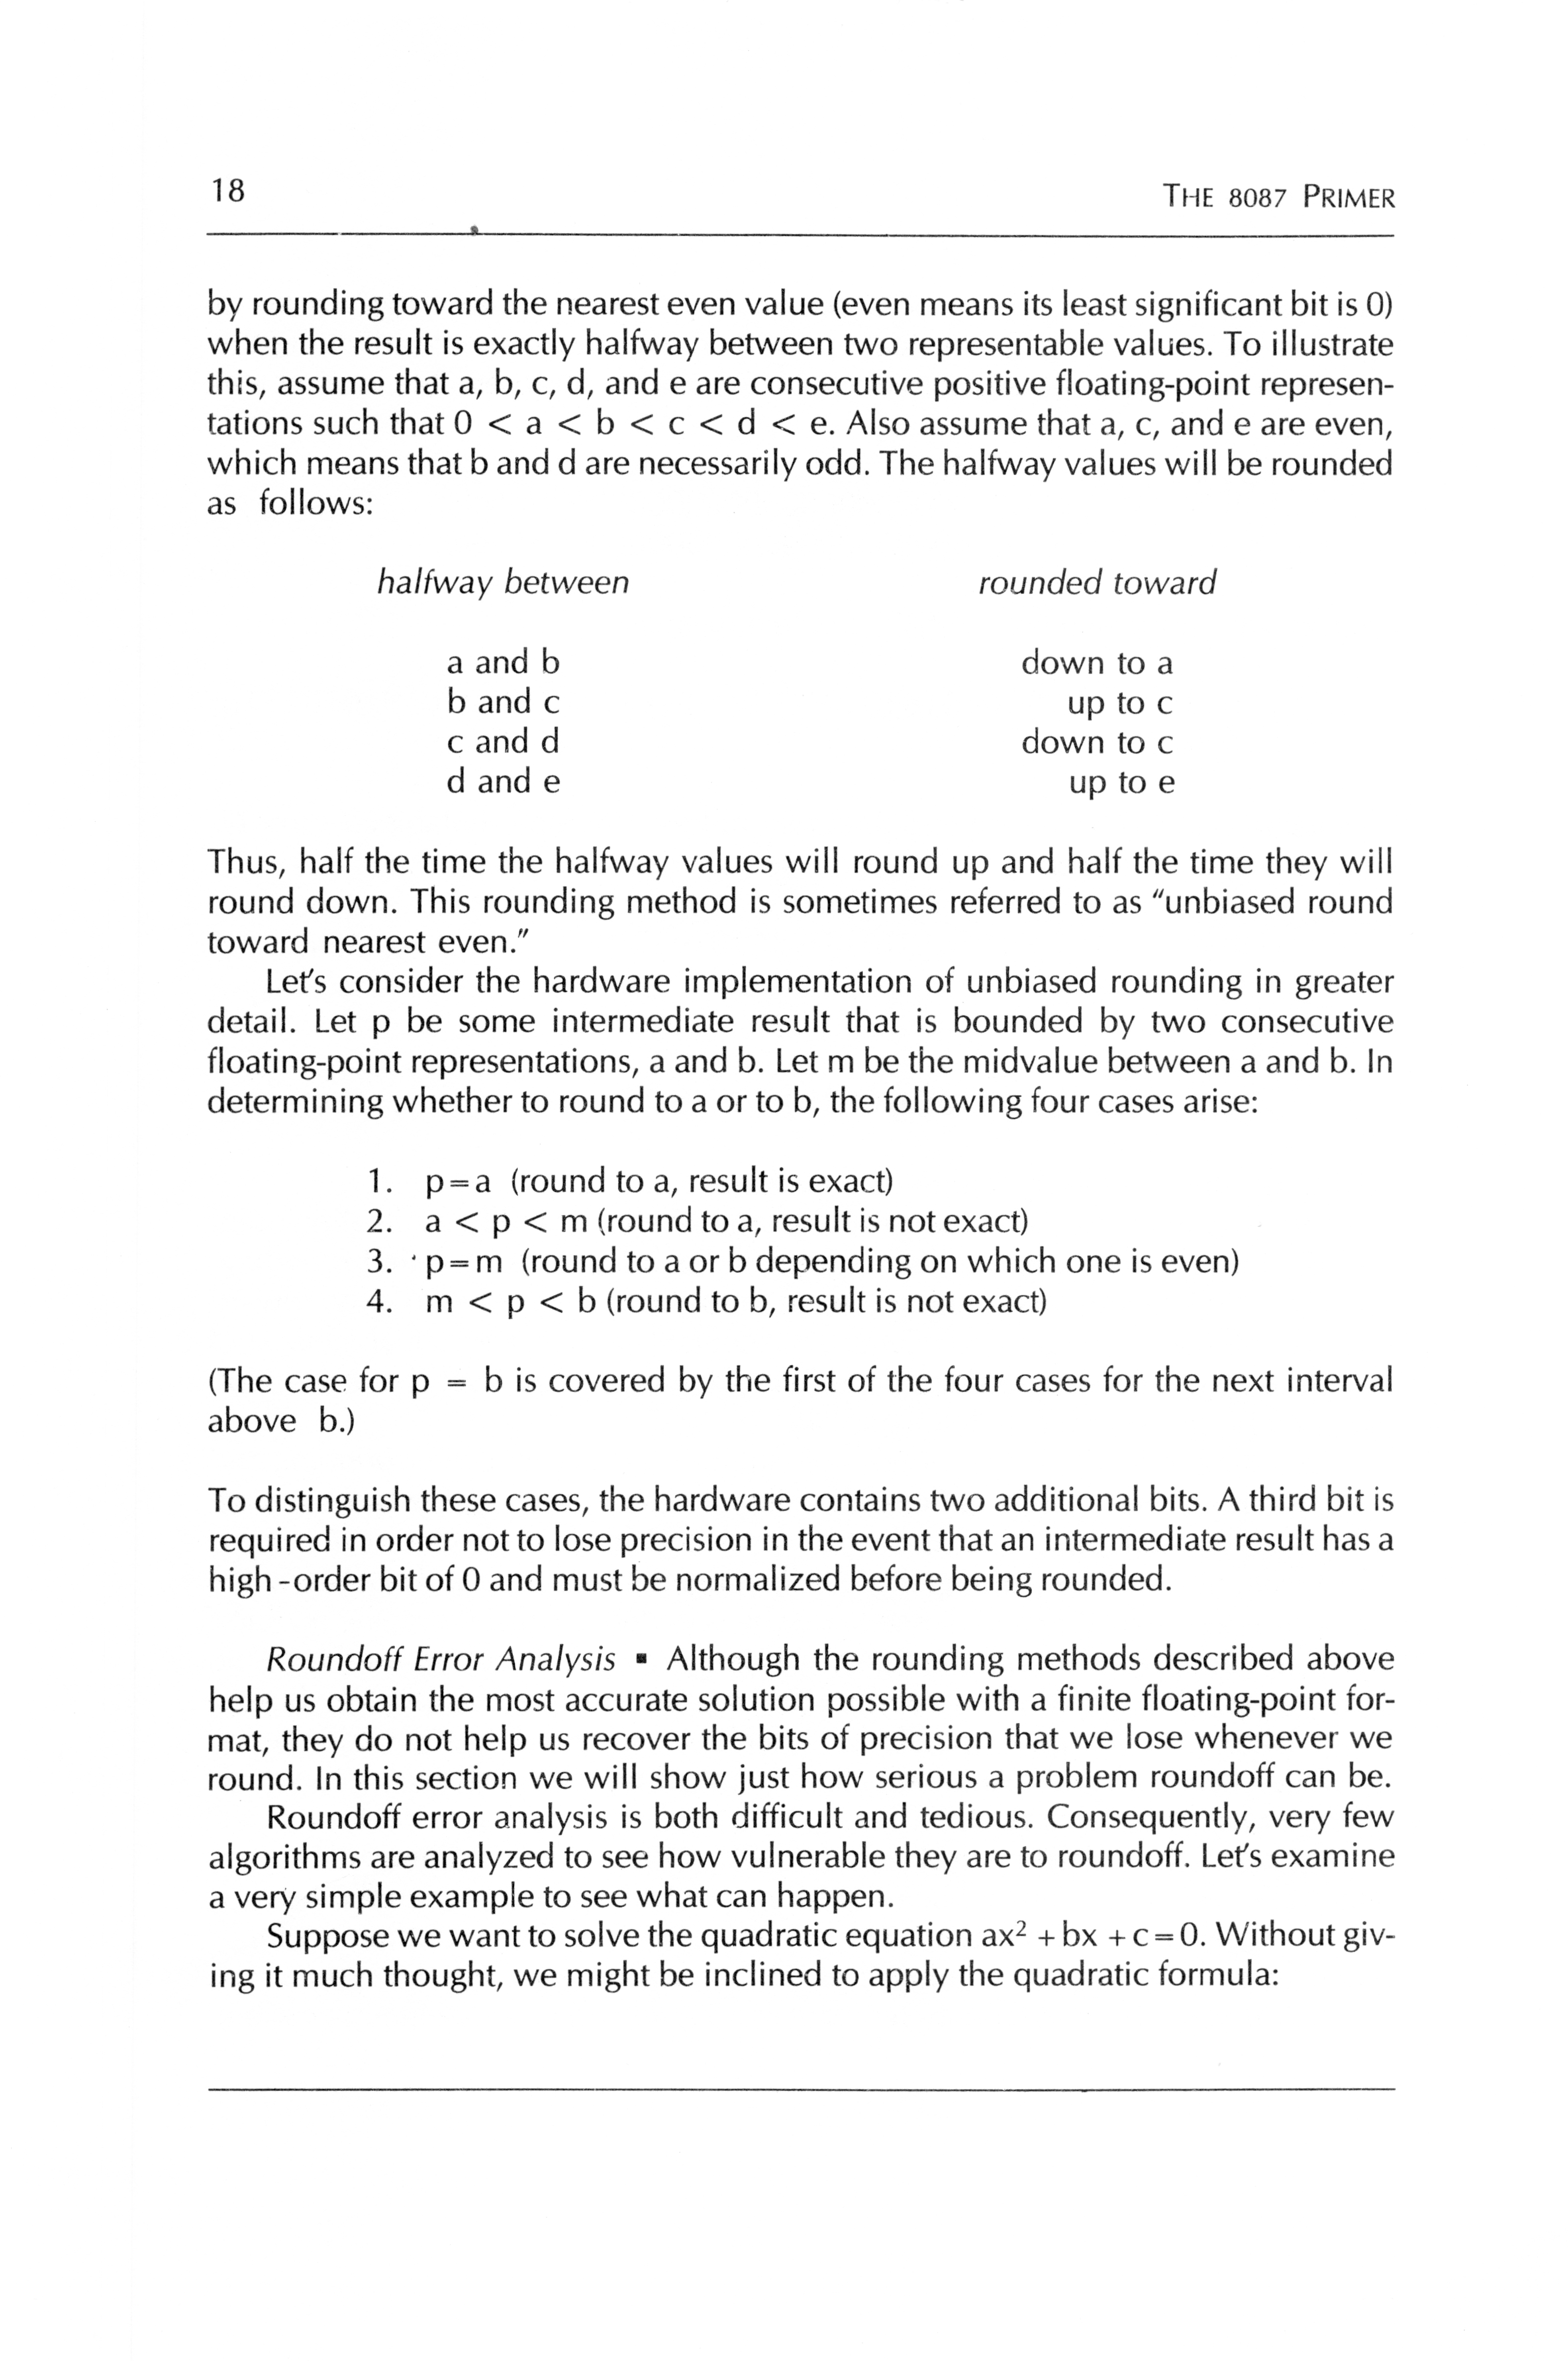 18 THE 8087 PRIMER
by rounding toward the nearest even value (even means its least significant bit is 0)
when the result is exactly halfway between two representable values. To illustrate
this, assume that a, b, c, d, and e are consecutive positive floating-point represen-
tations such that 0 < a < b < c < d < e. Also assume that a, c, and e are even,
which means that b and d are necessarily odd. The halfway values will be rounded
as follows:
halfway between rounded toward
a and b down to a
b and c up to c
c and d down to c
d and e up to e
Thus, half the time the halfway values will round up and half the time they will
round down. This rounding method is sometimes referred to as "unbiased round
toward nearest even."
Let's consider the hardware implementation of unbiased rounding in greater
detail. Let p be some intermediate result that is bounded by two consecutive
floating-point representations, a and b. Let m be the midvalue between a and b. In
determining whether to round to a or to b, the following four cases arise:
1. p=a (round to a, result is exact)
2. a < p < m (round to a, result is not exact)
3. p=m (round to a or b depending on which one is even)
4. m < p < b (round to b, result is not exact)
(The case for p = b is covered by the first of the four cases for the next interval
above b.)
To distinguish these cases, the hardware contains two additional bits. A third bit is
required in order not to lose precision in the event that an intermediate result has a
high-order bit of 0 and must be normalized before being rounded.
Roundoff Error Analysis ▪ Although the rounding methods described above
help us obtain the most accurate solution possible with a finite floating-point for-
mat, they do not help us recover the bits of precision that we lose whenever we
round. In this section we will show just how serious a problem roundoff can be.
Roundoff error analysis is both difficult and tedious. Consequently, very few
algorithms are analyzed to see how vulnerable they are to roundoff. Let's examine
a very simple example to see what can happen.
Suppose we want to solve the quadratic equation ax² + bx + c = 0. Without giv-
ing it much thought, we might be inclined to apply the quadratic formula: